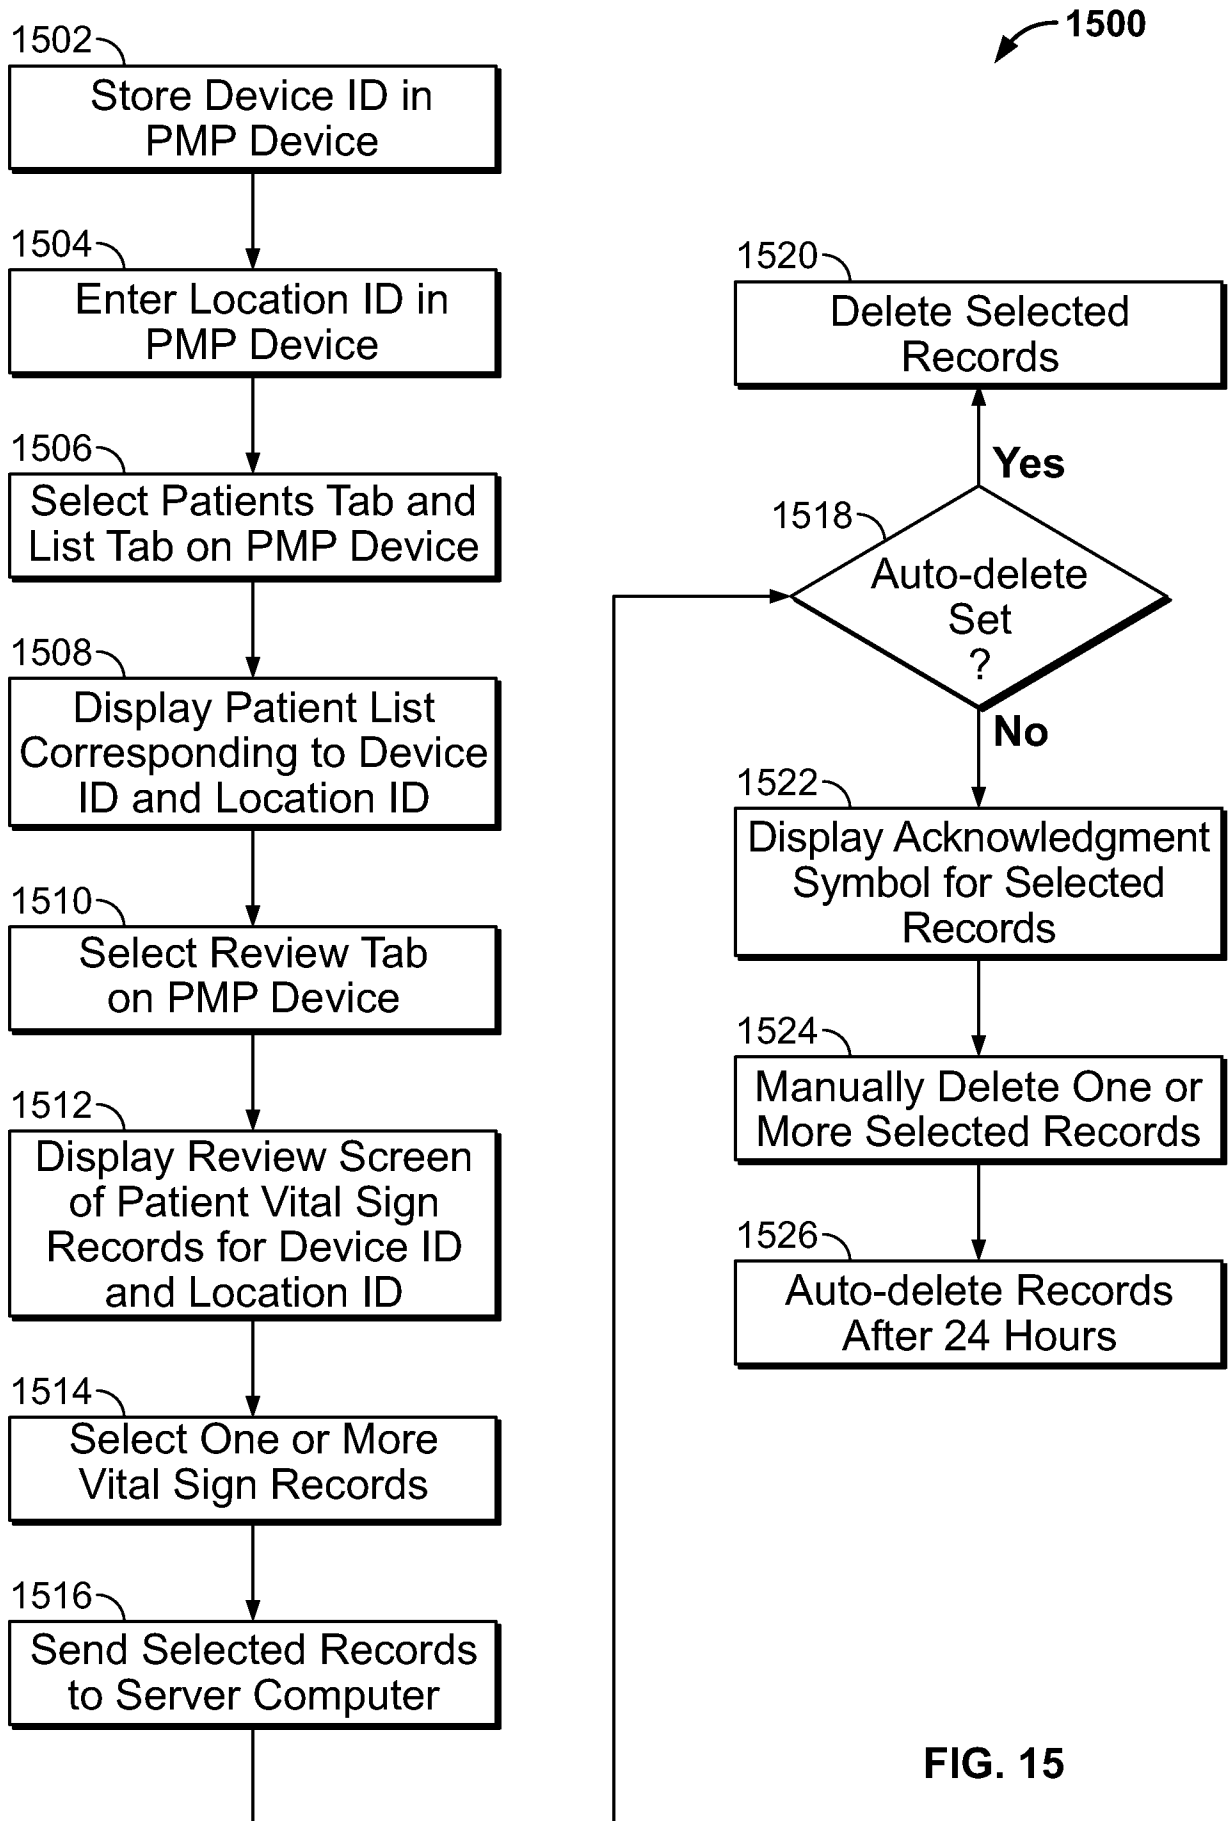 1500
1502
Store Device ID in
PMP Device
1504
Enter Location ID in
PMP Device
1506
Select Patients Tab and
List Tab on PMP Device
1508
Display Patient List
Corresponding to Device
ID and Location ID
1510
Select Review Tab
on PMP Device
1512
Display Review Screen
of Patient Vital Sign
Records for Device ID
and Location ID
1514
Select One or More
Vital Sign Records
1516
Send Selected Records
to Server Computer
1520
Delete Selected
Records
Yes
1518
Auto-delete
Set
?
No
1522
Display Acknowledgment
Symbol for Selected
Records
1524
Manually Delete One or
More Selected Records
1526
Auto-delete Records
After 24 Hours
FIG. 15